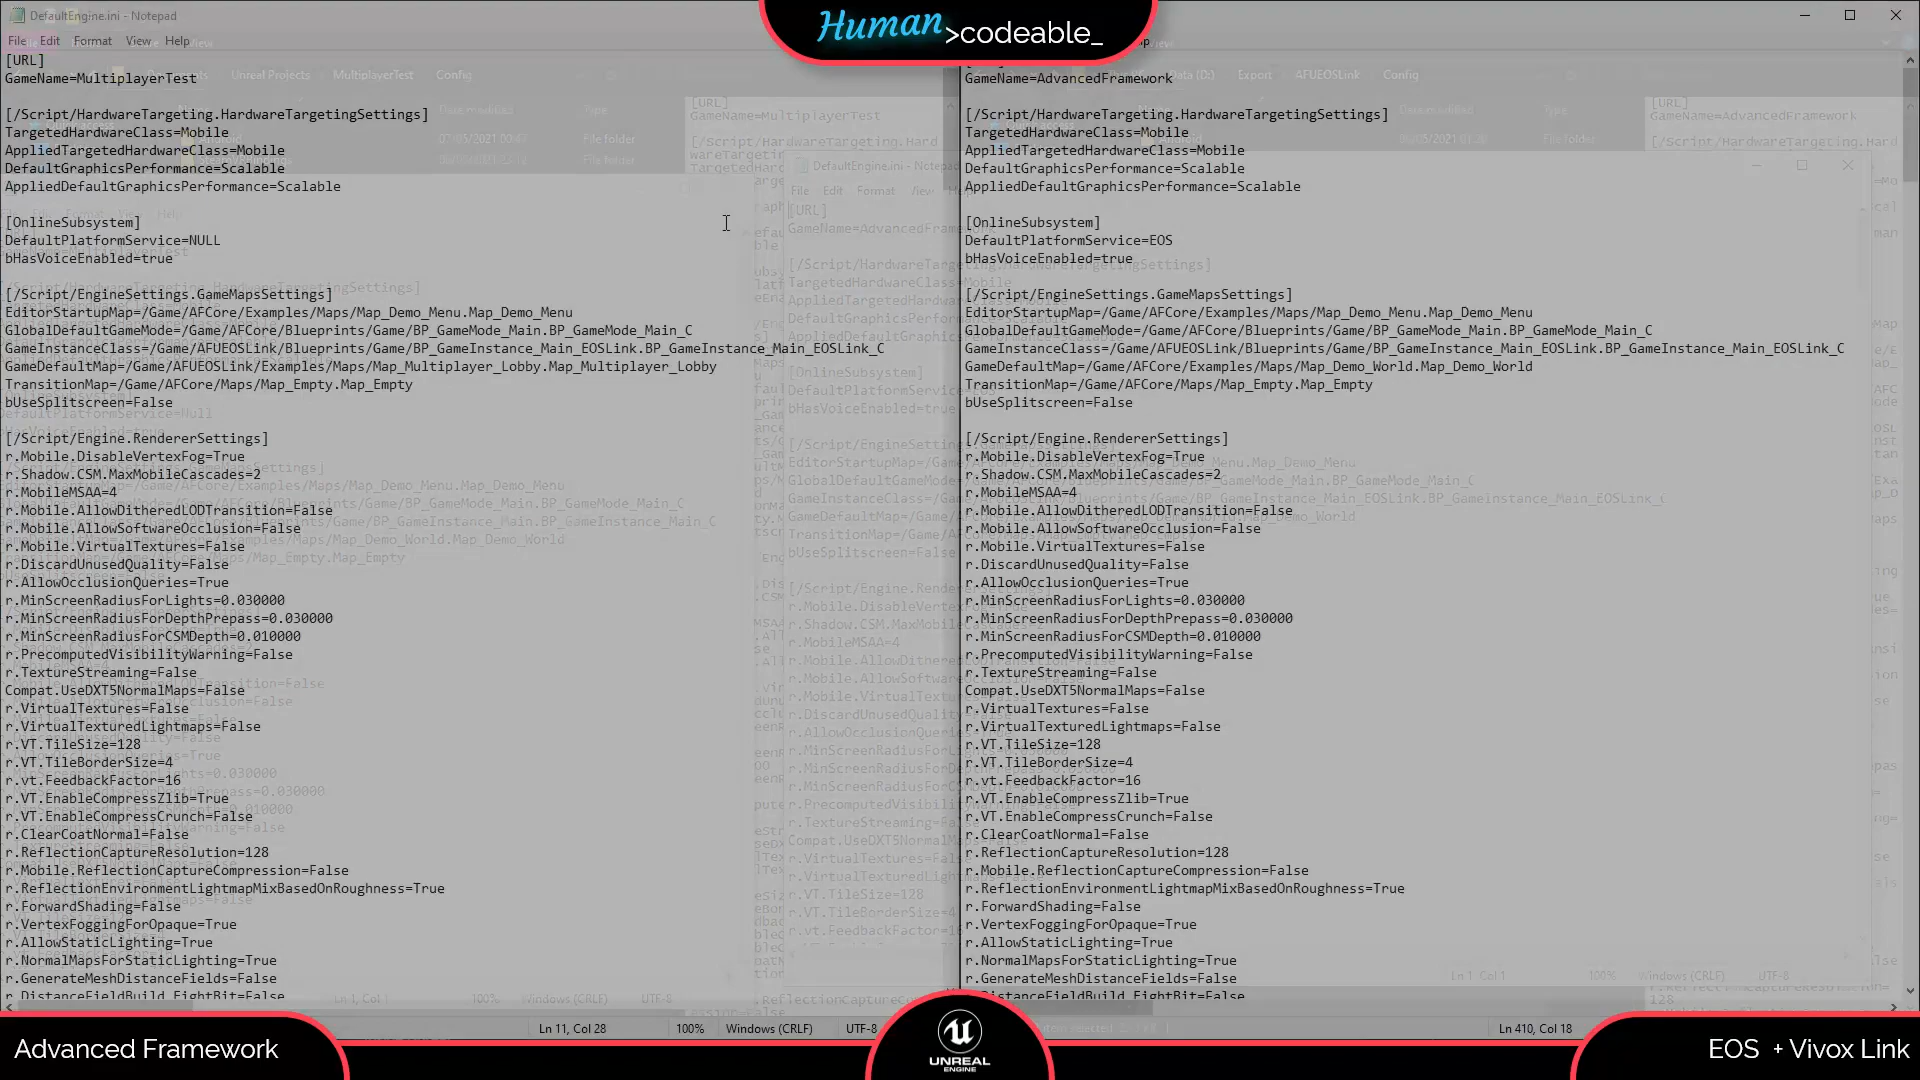 DefaultEngine.ini - Notepad
Human
>codeable_
File Edit Format View Help
[URL]
GameName=MultiplayerTest
[/Script/HardwareTargeting.HardwareTargetingSettings]
TargetedHardwareClass=Mobile
AppliedTargetedHardwareClass=Mobile
DefaultGraphicsPerformance=Scalable
AppliedDefaultGraphicsPerformance=Scalable
[OnlineSubsystem]
DefaultPlatformService=NULL
bHasVoiceEnabled=true
[/Script/EngineSettings.GameMapsSettings]
EditorStartupMap=/Game/AFCore/Examples/Maps/Map_Demo_Menu.Map_Demo_Menu
GlobalDefaultGameMode=/Game/AFCore/Blueprints/Game/BP_GameMode_Main.BP_GameMode_Main_C
GameInstanceClass=/Game/AFUEOSLink/Blueprints/Game/BP_GameInstance_Main_EOSLink.BP_GameInstance_Main_EOSLink_C
GameDefaultMap=/Game/AFUEOSLink/Examples/Maps/Map_Multiplayer_Lobby.Map_Multiplayer_Lobby
TransitionMap=/Game/AFCore/Maps/Map_Empty.Map_Empty
bUseSplitscreen=False
[/Script/Engine.RendererSettings]
r.Mobile.DisableVertexFog=True
r.Shadow.CSM.MaxMobileCascades=2
r.MobileMSAA=4
r.Mobile.AllowDitheredLODTransition=False
r.Mobile.AllowSoftwareOcclusion=False
r.Mobile.VirtualTextures=False
r.DiscardUnusedQuality=False
r.AllowOcclusionQueries=True
r.MinScreenRadiusForLights=0.030000
r.MinScreenRadiusForDepthPrepass=0.030000
r.MinScreenRadiusForCSMDepth=0.010000
r.PrecomputedVisibilityWarning=False
r.TextureStreaming=False
Compat.UseDXT5NormalMaps=False
r.VirtualTextures=False
r.VirtualTexturedLightmaps=False
r.VT.TileSize=128
r.VT.TileBorderSize=4
r.vt.FeedbackFactor=16
r.VT.EnableCompressZlib=True
r.VT.EnableCompressCrunch=False
r.ClearCoatNormal=False
r.ReflectionCaptureResolution=128
r.Mobile.ReflectionCaptureCompression=False
r.ReflectionEnvironmentLightmapMixBasedOnRoughness=True
r.ForwardShading=False
r.VertexFoggingForOpaque=True
r.AllowStaticLighting=True
r.NormalMapsForStaticLighting=True
r.GenerateMeshDistanceFields=False
r.DistanceFieldBuild.EightBit=False
Ln 11, Col 28 100% Windows (CRLF) UTF-8
GameName=AdvancedFramework
[/Script/HardwareTargeting.HardwareTargetingSettings]
TargetedHardwareClass=Mobile
AppliedTargetedHardwareClass=Mobile
DefaultGraphicsPerformance=Scalable
AppliedDefaultGraphicsPerformance=Scalable
[OnlineSubsystem]
DefaultPlatformService=EOS
bHasVoiceEnabled=true
[/Script/EngineSettings.GameMapsSettings]
EditorStartupMap=/Game/AFCore/Examples/Maps/Map_Demo_Menu.Map_Demo_Menu
GlobalDefaultGameMode=/Game/AFCore/Blueprints/Game/BP_GameMode_Main.BP_GameMode_Main_C
GameInstanceClass=/Game/AFUEOSLink/Blueprints/Game/BP_GameInstance_Main_EOSLink.BP_GameInstance_Main_EOSLink_C
GameDefaultMap=/Game/AFCore/Examples/Maps/Map_Demo_World.Map_Demo_World
TransitionMap=/Game/AFCore/Maps/Map_Empty.Map_Empty
bUseSplitscreen=False
[/Script/Engine.RendererSettings]
r.Mobile.DisableVertexFog=True
r.Shadow.CSM.MaxMobileCascades=2
r.MobileMSAA=4
r.Mobile.AllowDitheredLODTransition=False
r.Mobile.AllowSoftwareOcclusion=False
r.Mobile.VirtualTextures=False
r.DiscardUnusedQuality=False
r.AllowOcclusionQueries=True
r.MinScreenRadiusForLights=0.030000
r.MinScreenRadiusForDepthPrepass=0.030000
r.MinScreenRadiusForCSMDepth=0.010000
r.PrecomputedVisibilityWarning=False
r.TextureStreaming=False
Compat.UseDXT5NormalMaps=False
r.VirtualTextures=False
r.VirtualTexturedLightmaps=False
r.VT.TileSize=128
r.VT.TileBorderSize=4
r.vt.FeedbackFactor=16
r.VT.EnableCompressZlib=True
r.VT.EnableCompressCrunch=False
r.ClearCoatNormal=False
r.ReflectionCaptureResolution=128
r.Mobile.ReflectionCaptureCompression=False
r.ReflectionEnvironmentLightmapMixBasedOnRoughness=True
r.ForwardShading=False
r.VertexFoggingForOpaque=True
r.AllowStaticLighting=True
r.NormalMapsForStaticLighting=True
r.GenerateMeshDistanceFields=False
r.DistanceFieldBuild.EightBit=False
Ln 410, Col 18
Advanced Framework
UNREAL
ENGINE
EOS + Vivox Link